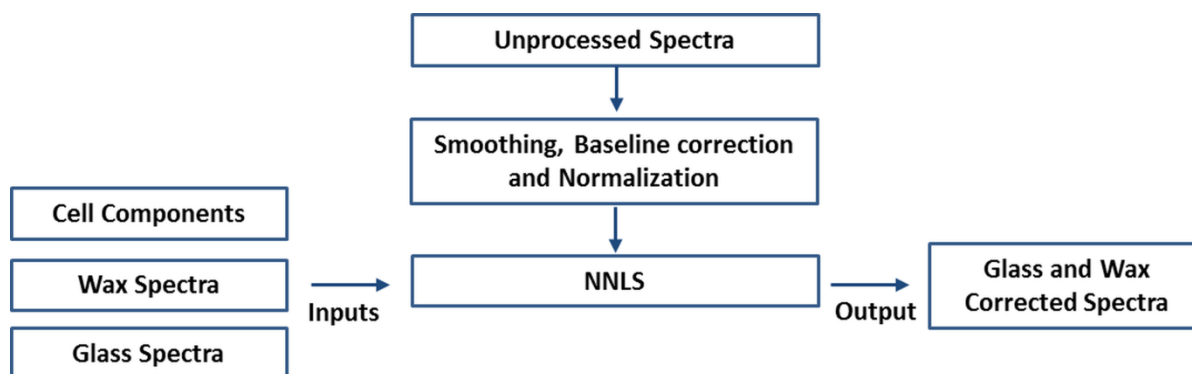 Unprocessed Spectra
Smoothing, Baseline correction
and Normalization
Cell Components
Wax Spectra
Glass Spectra
Inputs
NNLS
Output
Glass and Wax
Corrected Spectra